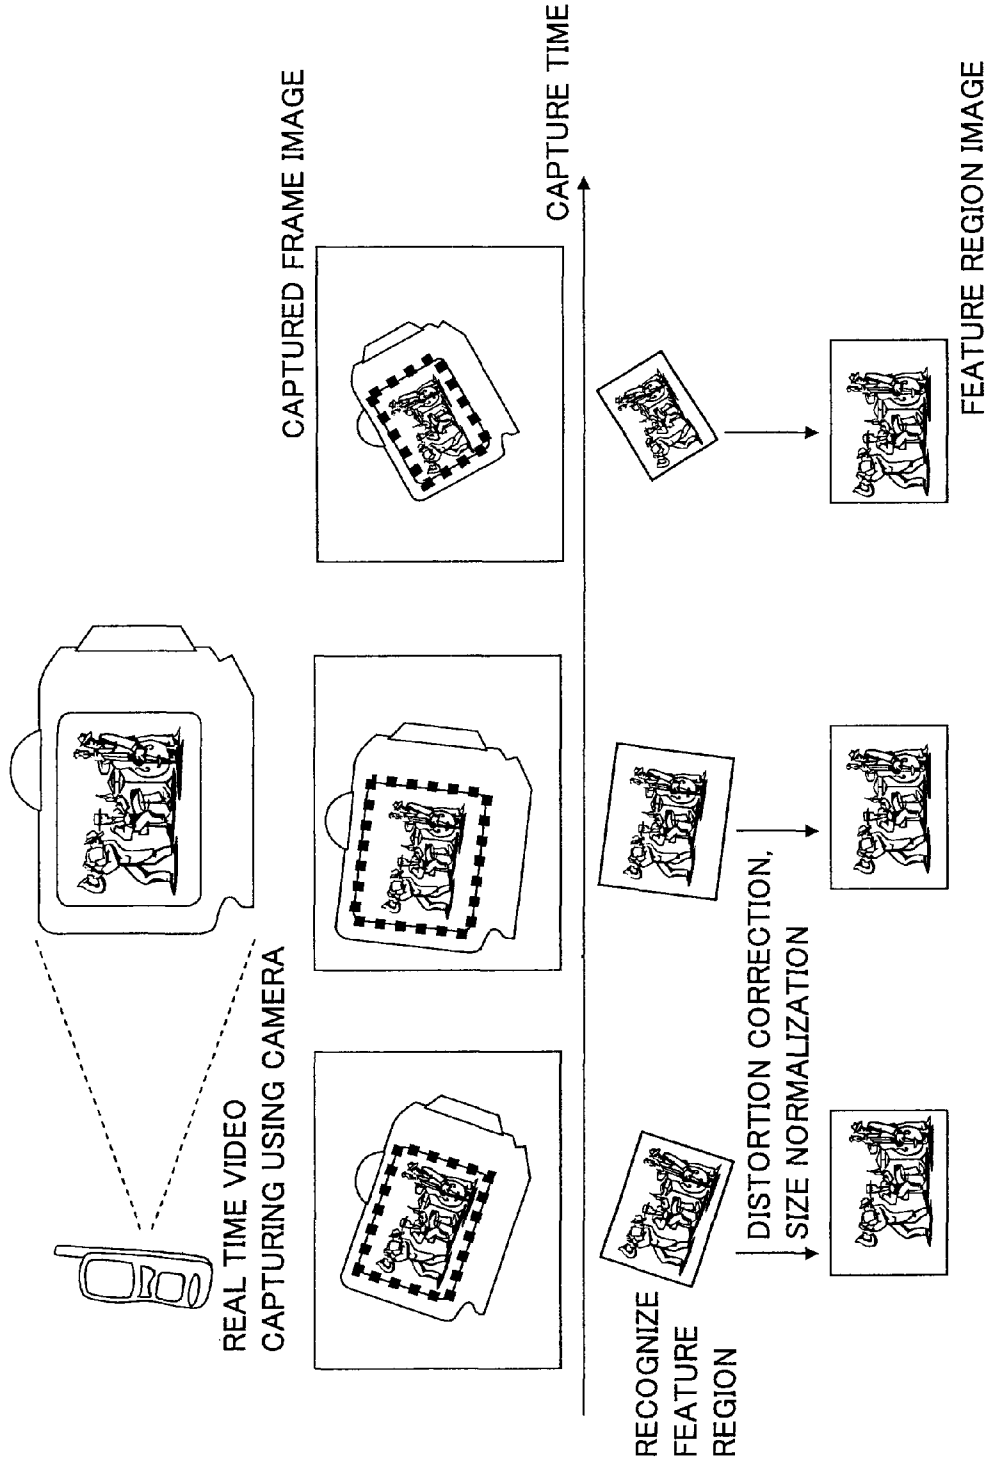 REAL TIME VIDEO
CAPTURING USING CAMERA
CAPTURED FRAME IMAGE
CAPTURE TIME
RECOGNIZE
FEATURE
REGION
DISTORTION CORRECTION,
SIZE NORMALIZATION
FEATURE REGION IMAGE